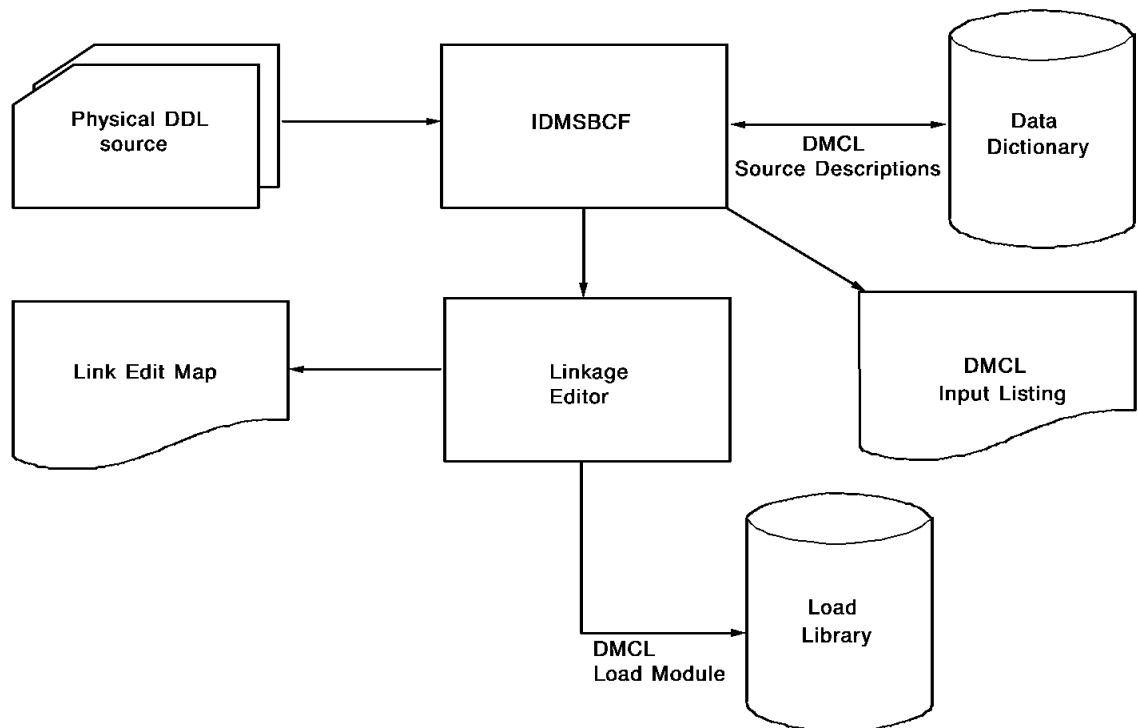 Physical DDL
source
IDMSBCF
DMCL
Source Descriptions
Data
Dictionary
Link Edit Map
Linkage
Editor
DMCL
Input Listing
DMCL
Load Module
Load
Library